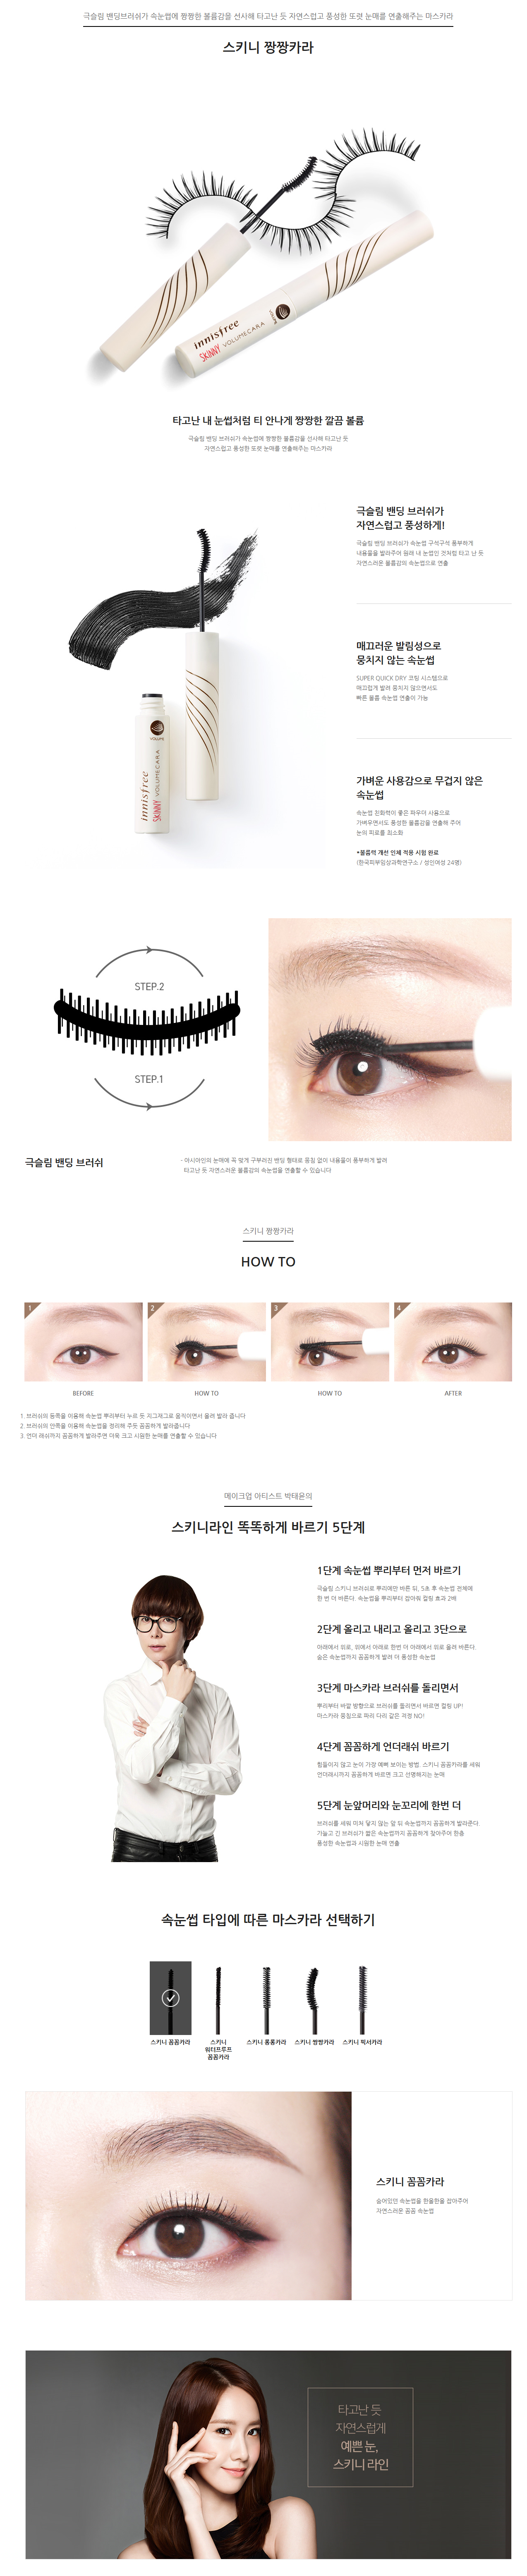 극슬림 밴딩브러쉬가 속눈썹에 짱짱한 볼륨감을 선사해 타고난 듯 자연스럽고 풍성한 또렷 눈매를 연출해주는 마스카라
스키니 짱짱카라
innisfree
SKINNY VOLUMECARA
타고난 내 눈썹처럼 티 안나게 짱짱한 깔끔 볼륨
극슬림 밴딩 브러쉬가 속눈썹에 짱짱한 볼륨감을 선사해 타고난 듯
자연스럽고 풍성한 또렷 눈매를 연출해주는 마스카라
극슬림 밴딩 브러쉬가
자연스럽고 풍성하게!
극슬림 밴딩 브러쉬가 속눈썹 구석구석 풍부하게
내용물을 발라주어 원래 내 눈썹인 것처럼 타고 난 듯
자연스러운 볼륨감의 속눈썹으로 연출
매끄러운 발림성으로
뭉치지 않는 속눈썹
SUPER QUICK DRY 코팅 시스템으로
매끄럽게 발려 뭉치지 않으면서도
빠른 볼륨 속눈썹 연출이 가능
가벼운 사용감으로 무겁지 않은
속눈썹
속눈썹 친화력이 좋은 파우더 사용으로
가벼우면서도 풍성한 볼륨감을 연출해 주어
눈의 피로를 최소화
*볼륨력 개선 인체 적용 시험 완료
(한국피부임상과학연구소 / 성인여성 24명)
innisfree
SKINNY VOLUMECARA
STEP.2
STEP.1
극슬림 밴딩 브러쉬
- 아시아인의 눈매에 꼭 맞게 구부러진 밴딩 형태로 뭉침 없이 내용물이 풍부하게 발려
타고난 듯 자연스러운 볼륨감의 속눈썹을 연출할 수 있습니다
스키니 짱짱카라
HOW TO
1 2 3 4
BEFORE HOW TO HOW TO AFTER
1. 브러쉬의 등쪽을 이용해 속눈썹 뿌리부터 누르 듯 지그재그로 움직이면서 올려 발라 줍니다
2. 브러쉬의 안쪽을 이용해 속눈썹을 정리해 주듯 꼼꼼하게 발라줍니다
3. 언더 래쉬까지 꼼꼼하게 발라주면 더욱 크고 시원한 눈매를 연출할 수 있습니다
메이크업 아티스트 박태윤의
스키니라인 똑똑하게 바르기 5단계
1단계 속눈썹 뿌리부터 먼저 바르기
극슬림 스키니 브러쉬로 뿌리에만 바른 뒤, 5초 후 속눈썹 전체에
한 번 더 바른다. 속눈썹을 뿌리부터 잡아줘 컬링 효과 2배
2단계 올리고 내리고 올리고 3단으로
아래에서 위로, 위에서 아래로 한번 더 아래에서 위로 올려 바른다
숨은 속눈썹까지 꼼꼼하게 발려 더 풍성한 속눈썹
3단계 마스카라 브러쉬를 돌리면서
뿌리부터 바깥 방향으로 브러쉬를 돌리면서 바르면 컬링 UP!
마스카라 뭉침으로 파리 다리 같은 걱정 NO!
4단계 꼼꼼하게 언더래쉬 바르기
힘들이지 않고 눈이 가장 예뻐 보이는 방법. 스키니 꼼꼼카라를 세워
언더래쉬까지 꼼꼼하게 바르면 크고 선명해지는 눈매
5단계 눈앞머리와 눈꼬리에 한번 더
브러쉬를 세워 미처 닿지 않는 앞 뒤 속눈썹까지 꼼꼼하게 발라준다.
가늘고 긴 브러쉬가 짧은 속눈썹까지 꼼꼼하게 찾아주어 한층
풍성한 속눈썹과 시원한 눈매 연출
속눈썹 타입에 따른 마스카라 선택하기
스키니 꼼꼼카라
스키니
워터프루프
꼼꼼카라
스키니 롱롱카라
스키니 짱짱카라
스키니 빅서카라
스키니 꼼꼼카라
숨어있던 속눈썹을 한올한올 잡아주어
자연스러운 꼼꼼 속눈썹
타고난 듯
자연스럽게
예쁜 눈,
스키니 라인